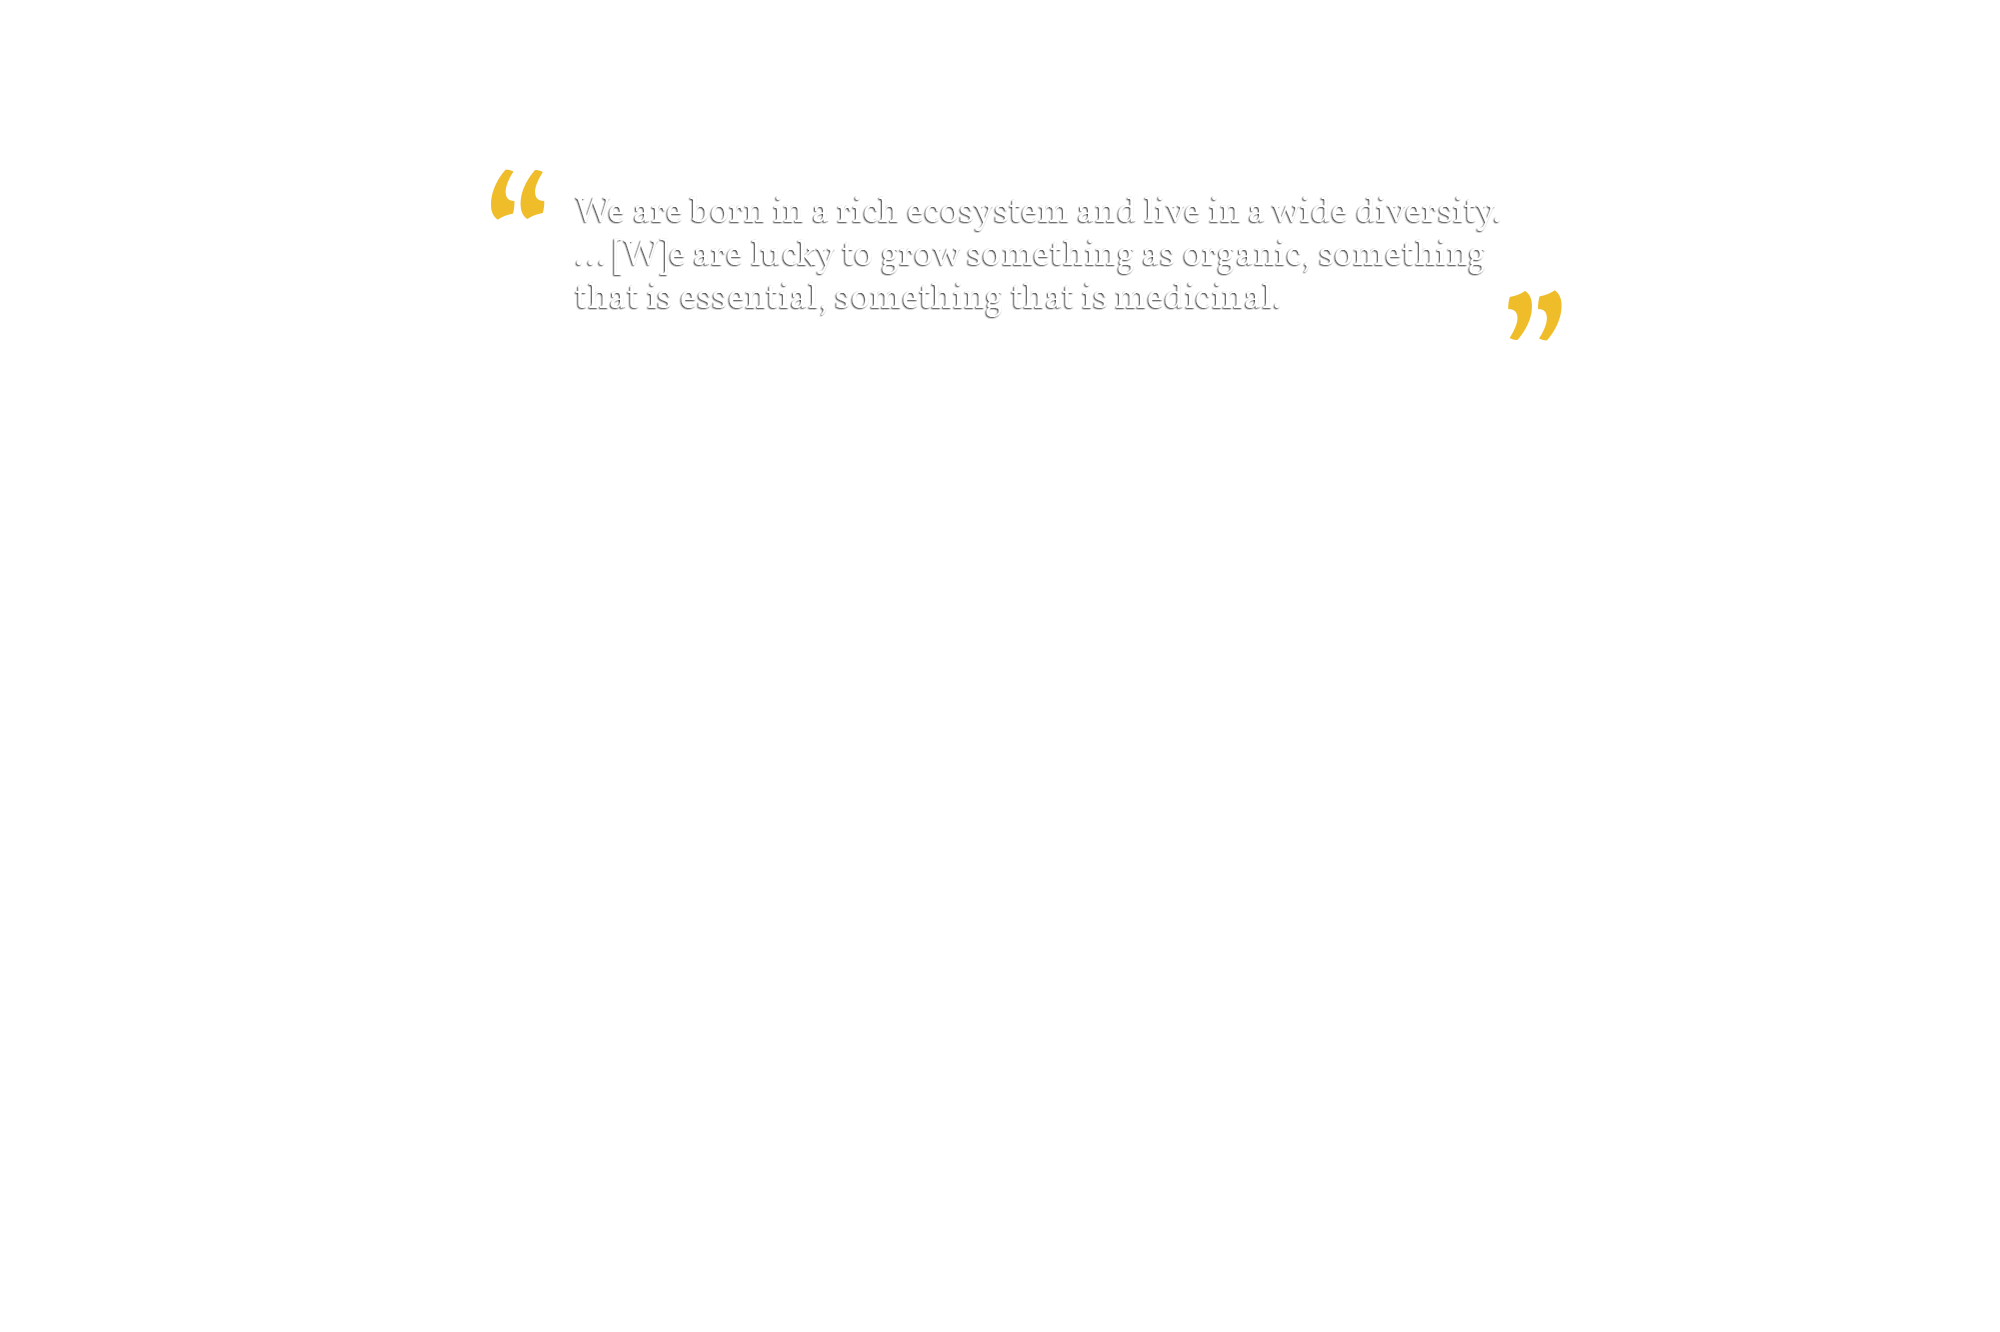 “We are born in a rich ecosystem and live in a wide diversity.
… [W]e are lucky to grow something as organic, something
that is essential, something that is medicinal.”